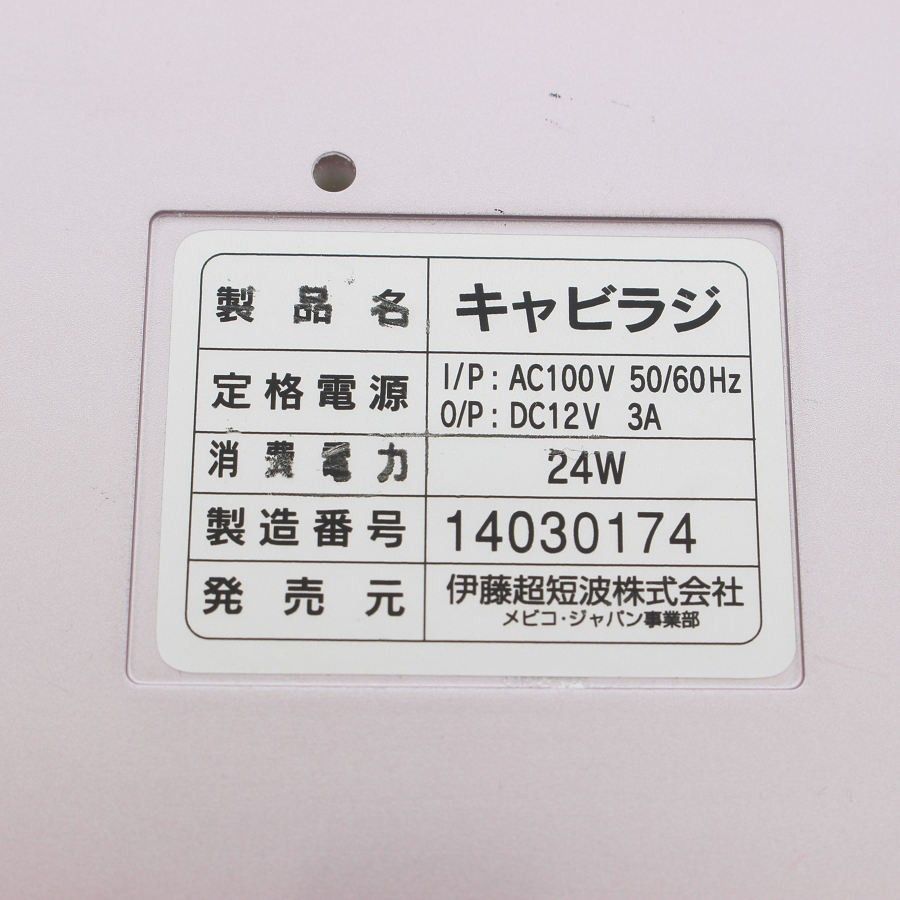 製品名 キャビラジ
定格電源 I/P : AC100V 50/60Hz
O/P : DC12V 3A
消費電力 24W
製造番号 14030174
発売元 伊藤超短波株式会社
メビコ・ジャパン事業部